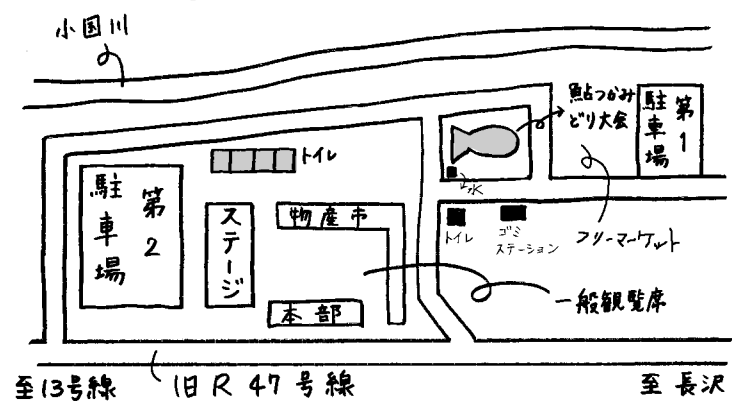 小国川
鮎つかみ
どり大会
第1
駐車場
トイレ
水
第2
駐車場
ステージ
物産市
トイレ
ゴミ
ステーション
フリーマーケット
本部
一般観覧席
至13号線
旧R47号線
至長沢